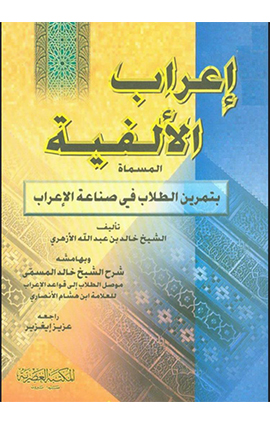 إعراب
الألفية
المسماة
بتمرين الطلاب في صناعة الإعراب
تأليف
الشيخ خالد بن عبد الله الأزهري
وبهامشه
شرح الشيخ خالد المسمى
موصل الطلاب إلى قواعد الإعراب
للعلامة ابن هشام الأنصاري
راجعه
عزيز إيغزير
المكتبة العصرية